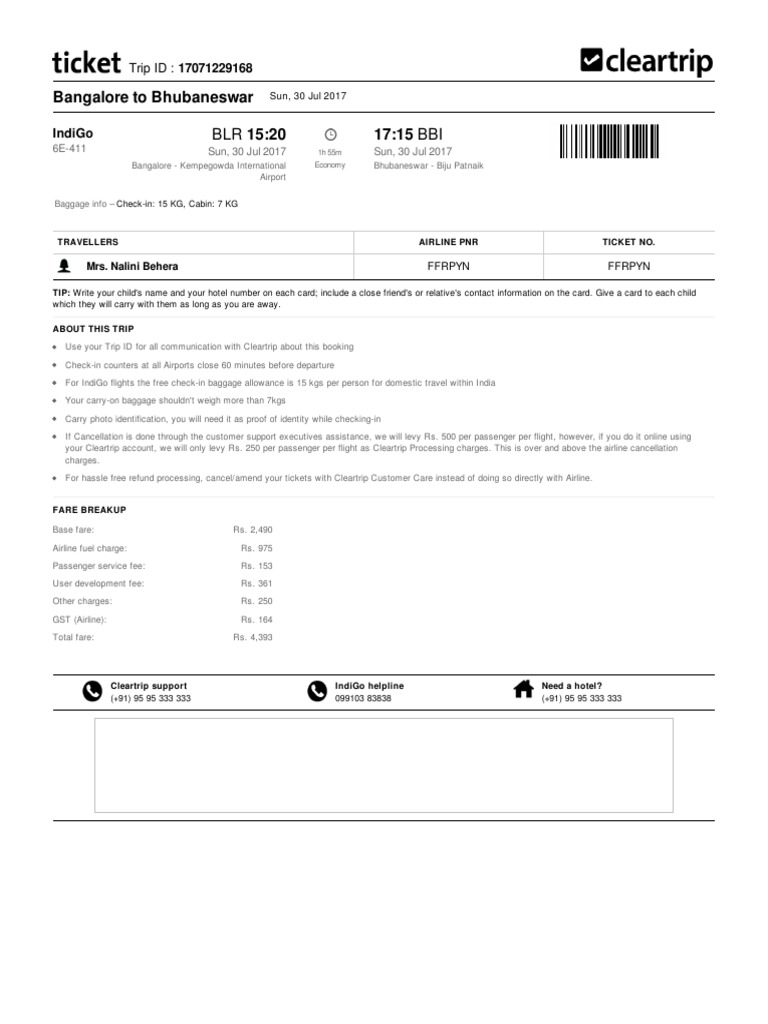 ticket Trip ID : 17071229168
cleartrip
Bangalore to Bhubaneswar Sun, 30 Jul 2017
IndiGo
6E-411
BLR 15:20
Sun, 30 Jul 2017
Bangalore - Kempegowda International
Airport
1h 55m
Economy
17:15 BBI
Sun, 30 Jul 2017
Bhubaneswar - Biju Patnaik
Baggage info – Check-in: 15 KG, Cabin: 7 KG
TRAVELLERS AIRLINE PNR TICKET NO.
Mrs. Nalini Behera FFRPYN FFRPYN
TIP: Write your child's name and your hotel number on each card; include a close friend's or relative's contact information on the card. Give a card to each child
which they will carry with them as long as you are away.
ABOUT THIS TRIP
Use your Trip ID for all communication with Cleartrip about this booking
Check-in counters at all Airports close 60 minutes before departure
For IndiGo flights the free check-in baggage allowance is 15 kgs per person for domestic travel within India
Your carry-on baggage shouldn't weigh more than 7kgs
Carry photo identification, you will need it as proof of identity while checking-in
If Cancellation is done through the customer support executives assistance, we will levy Rs. 500 per passenger per flight, however, if you do it online using
your Cleartrip account, we will only levy Rs. 250 per passenger per flight as Cleartrip Processing charges. This is over and above the airline cancellation
charges.
For hassle free refund processing, cancel/amend your tickets with Cleartrip Customer Care instead of doing so directly with Airline.
FARE BREAKUP
Base fare: Rs. 2,490
Airline fuel charge: Rs. 975
Passenger service fee: Rs. 153
User development fee: Rs. 361
Other charges: Rs. 250
GST (Airline): Rs. 164
Total fare: Rs. 4,393
Cleartrip support
(+91) 95 95 333 333
IndiGo helpline
099103 83838
Need a hotel?
(+91) 95 95 333 333